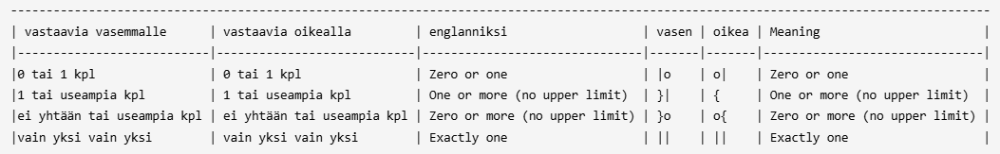 -------------------------------------------------------------------------------------------------------------------------------------------
| vastaavia vasemmalle      | vastaavia oikealla         | englanniksi                   | vasen | oikea | Meaning                       |
|---------------------------|----------------------------|-------------------------------|-------|-------|-------------------------------|
|0 tai 1 kpl                | 0 tai 1 kpl                | Zero or one                   | |o    | o|    | Zero or one                   |
|1 tai useampia kpl         | 1 tai useampia kpl         | One or more (no upper limit)  | }|    | {     | One or more (no upper limit)  |
|ei yhtään tai useampia kpl | ei yhtään tai useampia kpl | Zero or more (no upper limit) | }o    | o{    | Zero or more (no upper limit) |
|vain yksi vain yksi        | vain yksi vain yksi        | Exactly one                   | ||    | ||    | Exactly one                   |